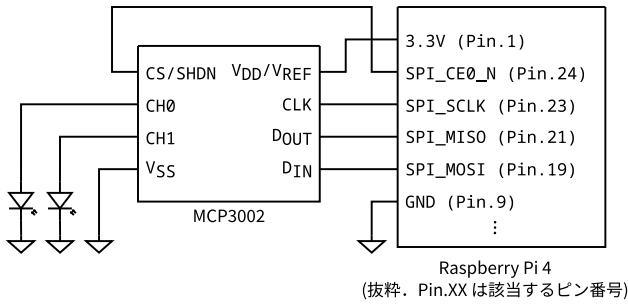 CS/SHDN
CH0
CH1
VSS
VDD/VREF
CLK
DOUT
DIN
MCP3002
3.3V (Pin.1)
SPI_CE0_N (Pin.24)
SPI_SCLK (Pin.23)
SPI_MISO (Pin.21)
SPI_MOSI (Pin.19)
GND (Pin.9)
⋮
Raspberry Pi 4
(抜粋．Pin.XX は該当するピン番号)